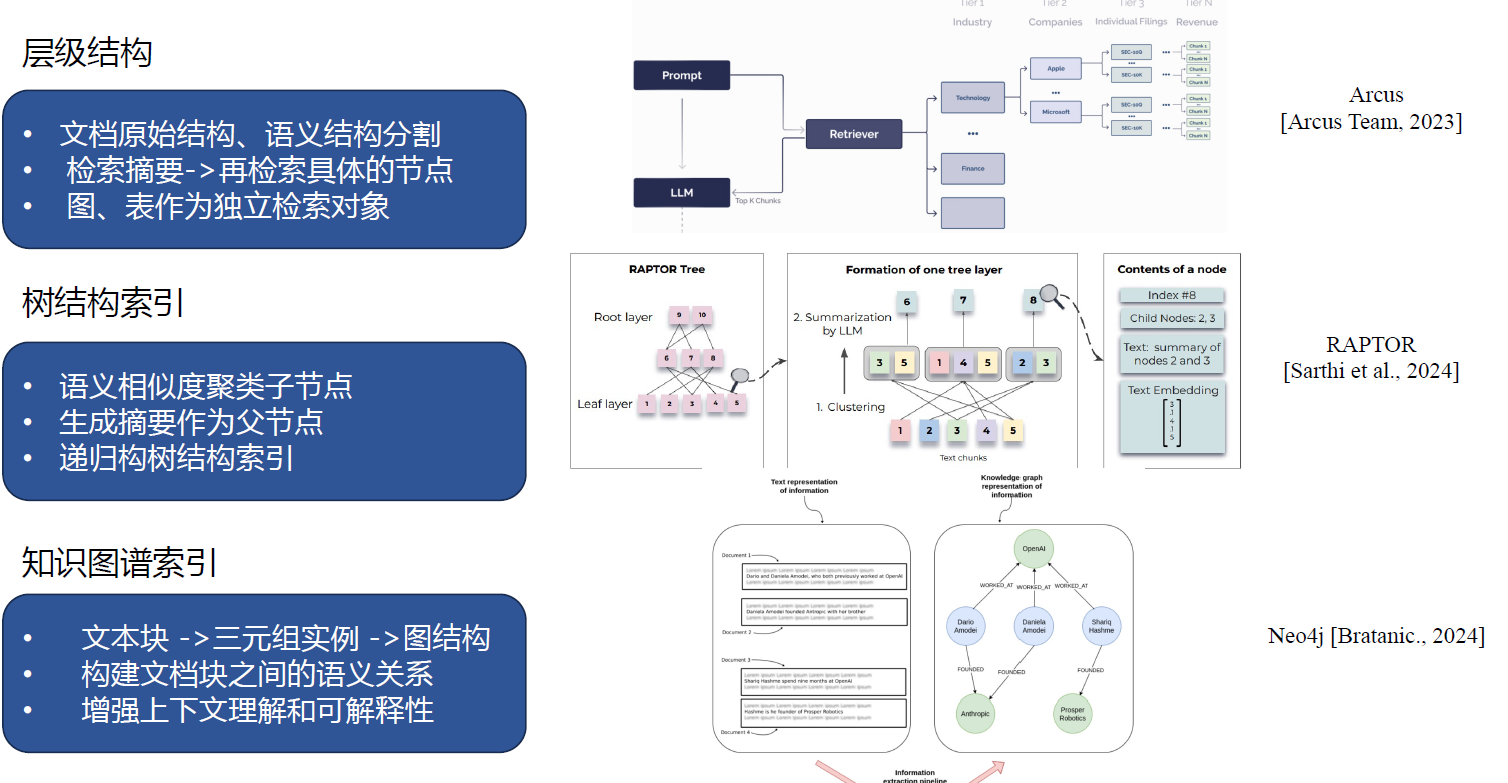 层级结构
• 文档原始结构、语义结构分割
• 检索摘要->再检索具体的节点
• 图、表作为独立检索对象
Tier 1
Tier 2
Tier 3
Tier N
Industry
Companies
Individual Filings
Revenue
Prompt
Retriever
LLM
Top K Chunks
Technology
•••
Finance
Apple
•••
Microsoft
SEC-10Q
•••
SEC-10K
SEC-10Q
•••
SEC-10K
Chunk 1
Chunk N
Chunk 1
Chunk N
Chunk 1
Chunk N
Chunk 1
Chunk N
Arcus
[Arcus Team, 2023]
树结构索引
• 语义相似度聚类子节点
• 生成摘要作为父节点
• 递归构树结构索引
RAPTOR Tree
Root layer
9 10
6 7 8
Leaf layer
1 2 3 4 5
Formation of one tree layer
6 7 8
2. Summarization
by LLM
3 5 1 4 5 2 3
1. Clustering
1 2 3 4 5
Text chunks
Contents of a node
Index #8
Child Nodes: 2, 3
Text: summary of
nodes 2 and 3
Text Embedding
3
.1
4
.1
5
RAPTOR
[Sarthi et al., 2024]
知识图谱索引
• 文本块 ->三元组实例 ->图结构
• 构建文档块之间的语义关系
• 增强上下文理解和可解释性
Text representation
of information
Document 1
Lorem ipsum Lorem ipsum Lorem ipsum Lorem ipsum
Dario and Daniela Amodei, who both previously worked at OpenAI
Lorem ipsum Lorem ipsum Lorem ipsum Lorem ipsum
Lorem ipsum Lorem ipsum Lorem ipsum Lorem ipsum
Daniela Amodei founded Antropic with her brother
Lorem ipsum Lorem ipsum Lorem ipsum Lorem ipsum
Document 2
Document 3
Lorem ipsum Lorem ipsum Lorem ipsum Lorem ipsum
Shariq Hashme spend nine months at OpenAI
Lorem ipsum Lorem ipsum Lorem ipsum Lorem ipsum
Lorem ipsum Lorem ipsum Lorem ipsum Lorem ipsum
Hashme is he founder of Prosper Robotics
Lorem ipsum Lorem ipsum Lorem ipsum Lorem ipsum
Document 4
Knowledge graph
representation of
information
OpenAI
WORKED_AT WORKED_AT WORKED_AT
Dario
Amodei
Daniela
Amodei
Shariq
Hashme
FOUNDED FOUNDED FOUNDED
Anthropic
Prosper
Robotics
Information
extraction pipeline
Neo4j [Bratanic., 2024]